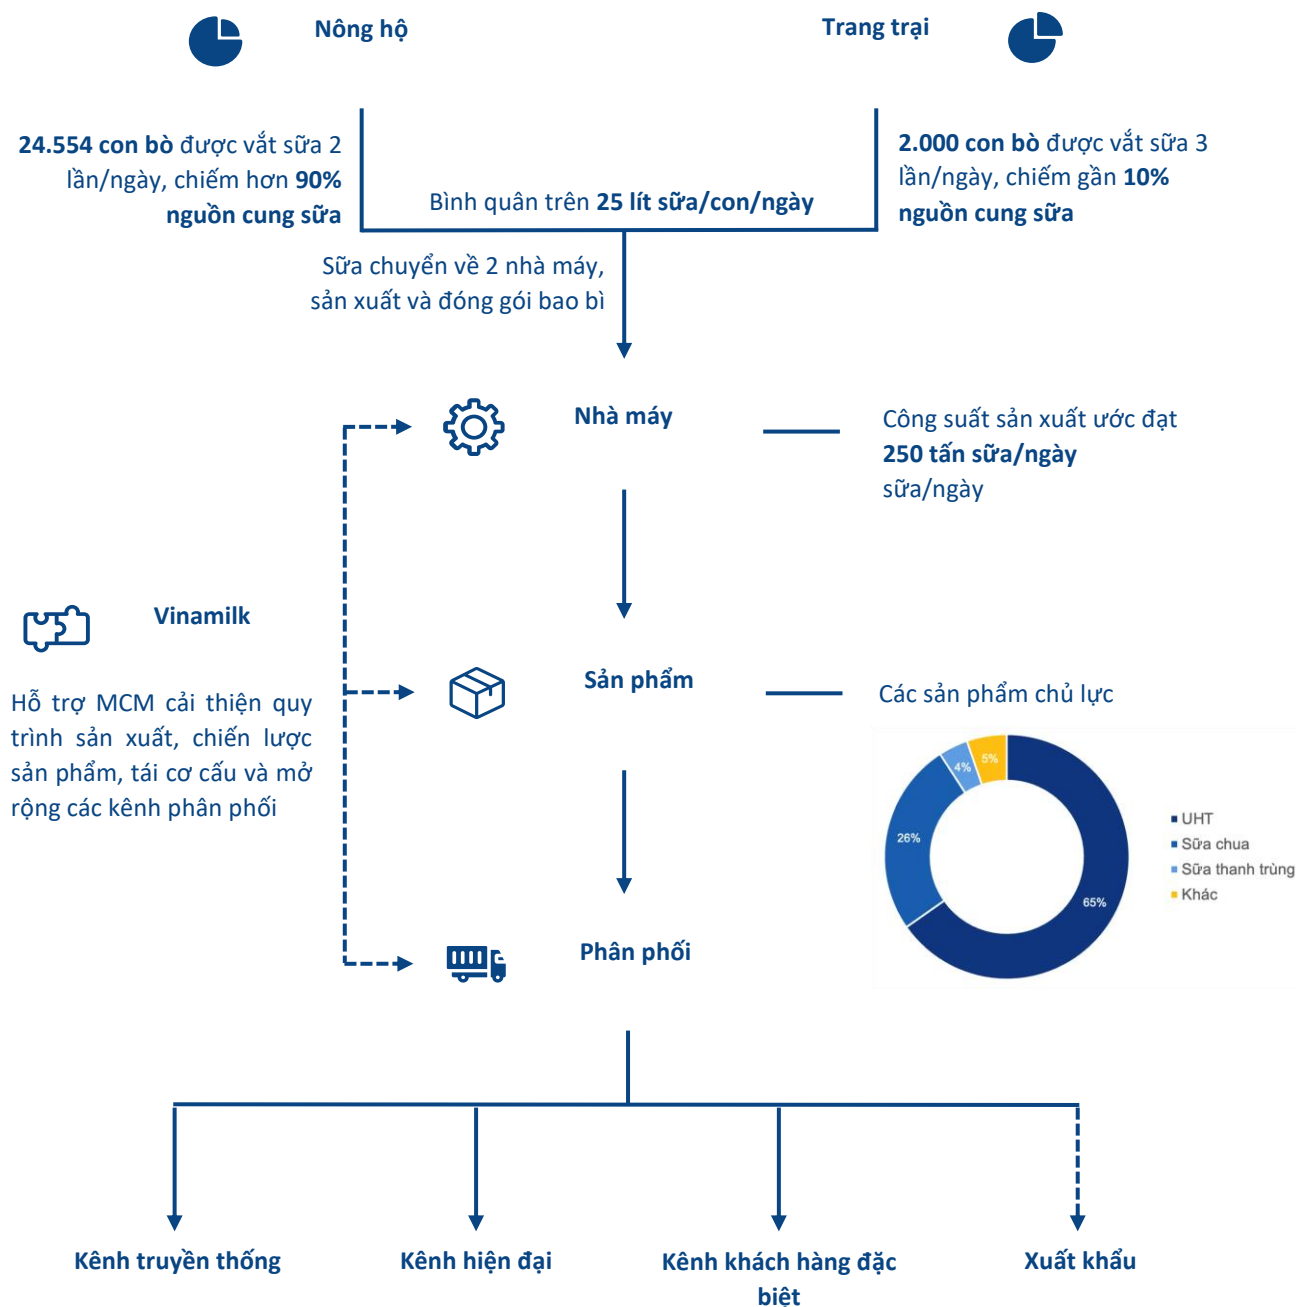 Nông hộ
Trang trại
24.554 con bò được vắt sữa 2
lần/ngày, chiếm hơn 90%
nguồn cung sữa
2.000 con bò được vắt sữa 3
lần/ngày, chiếm gần 10%
nguồn cung sữa
Bình quân trên 25 lít sữa/con/ngày
Sữa chuyển về 2 nhà máy,
sản xuất và đóng gói bao bì
Nhà máy
Công suất sản xuất ước đạt
250 tấn sữa/ngày
sữa/ngày
Vinamilk
Hỗ trợ MCM cải thiện quy
trình sản xuất, chiến lược
sản phẩm, tái cơ cấu và mở
rộng các kênh phân phối
Sản phẩm
Các sản phẩm chủ lực
4%
5%
26%
65%
UHT
Sữa chua
Sữa thanh trùng
Khác
Phân phối
Kênh truyền thống
Kênh hiện đại
Kênh khách hàng đặc
biệt
Xuất khẩu